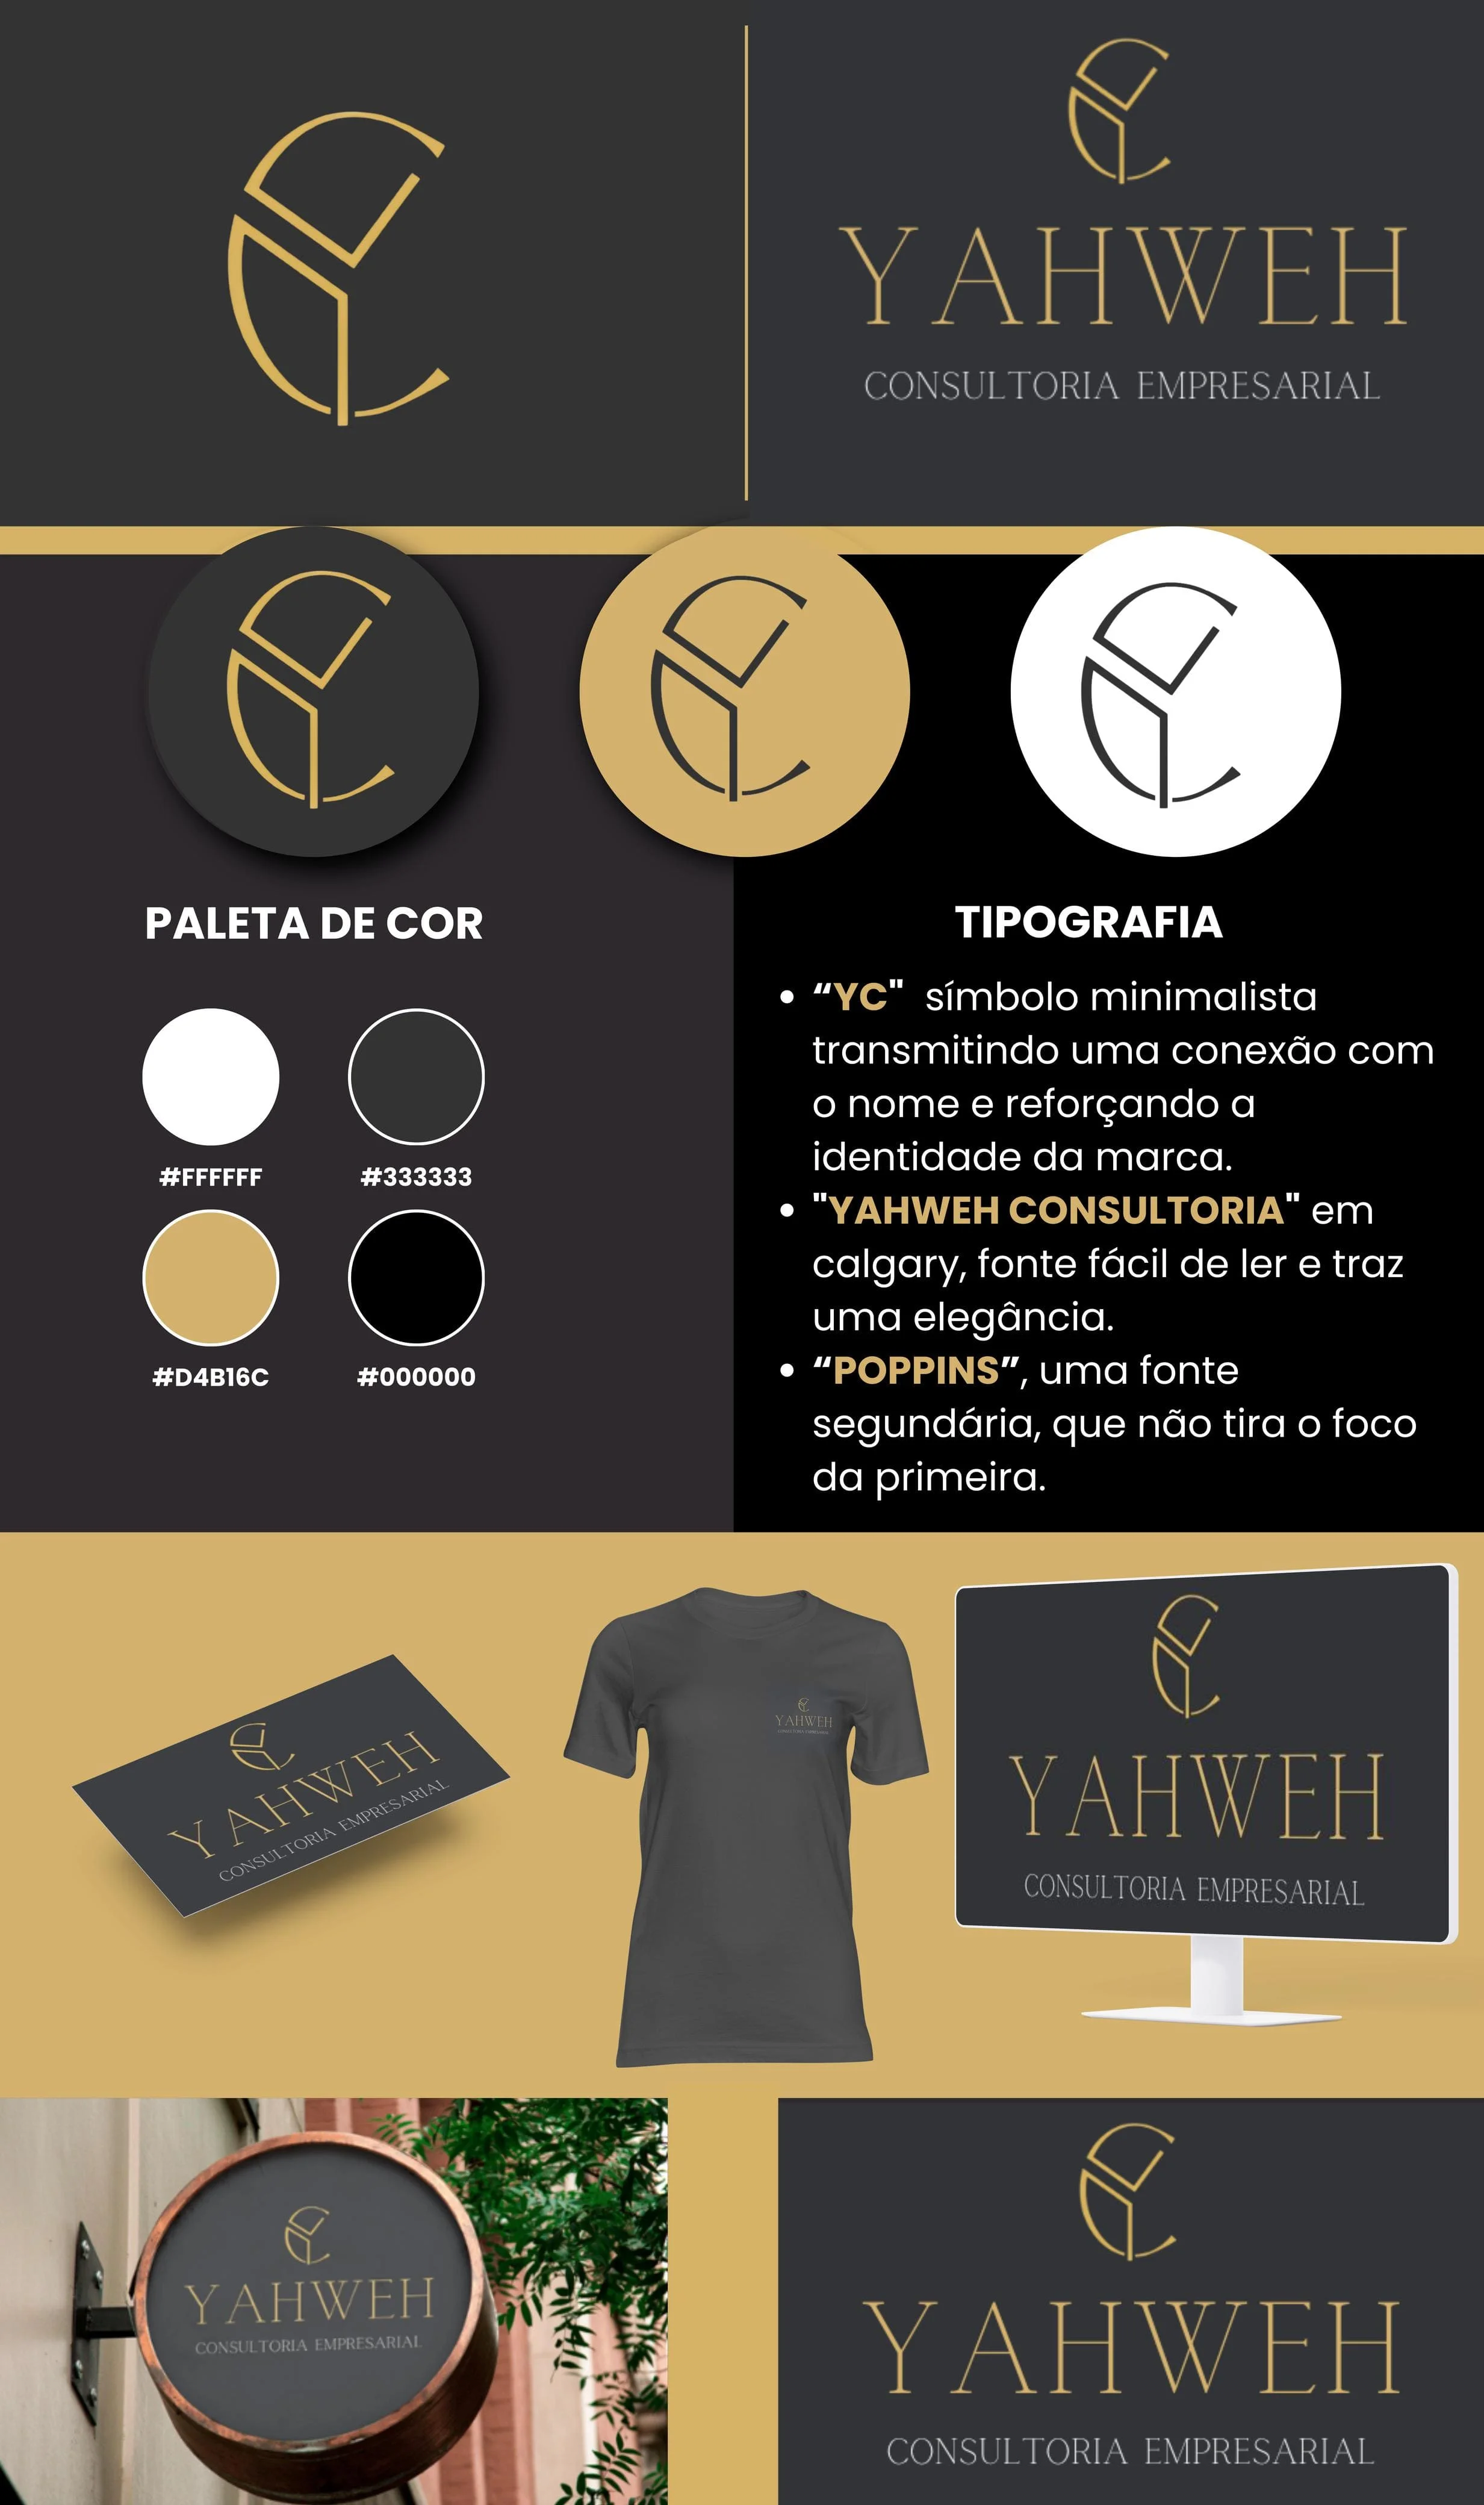 YAHWEH
CONSULTORIA EMPRESARIAL
PALETA DE COR
#FFFFFF
#333333
#D4B16C
#000000
TIPOGRAFIA
• “YC" símbolo minimalista
transmitindo uma conexão com
o nome e reforçando a
identidade da marca.
• "YAHWEH CONSULTORIA" em
calgary, fonte fácil de ler e traz
uma elegância.
• “POPPINS”, uma fonte
segundária, que não tira o foco
da primeira.
YAHWEH
CONSULTORIA EMPRESARIAL
YAHWEH
CONSULTORIA EMPRESARIAL
YAHWEH
CONSULTORIA EMPRESARIAL
YAHWEH
CONSULTORIA EMPRESARIAL
YAHWEH
CONSULTORIA EMPRESARIAL